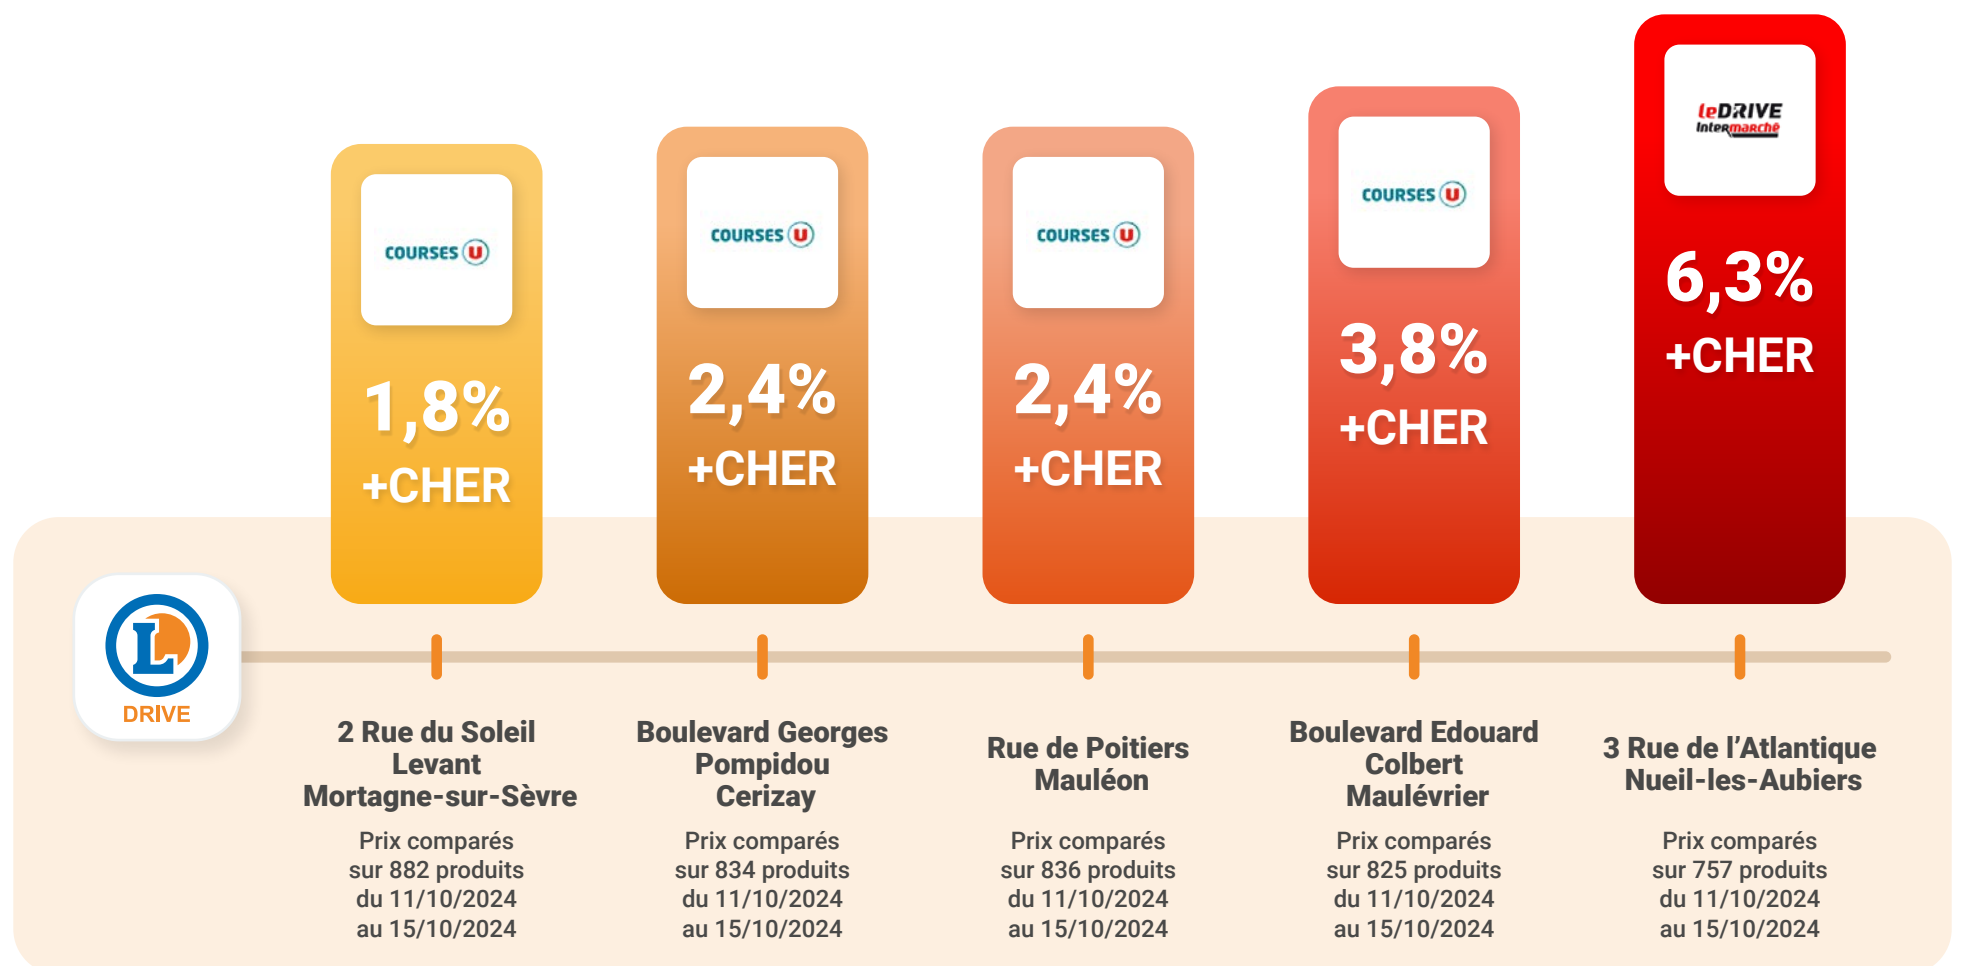 COURSES U
1,8%
+CHER
COURSES U
2,4%
+CHER
COURSES U
2,4%
+CHER
COURSES U
3,8%
+CHER
leDRIVE
Intermarché
6,3%
+CHER
L
DRIVE
2 Rue du Soleil
Levant
Mortagne-sur-Sèvre
Prix comparés
sur 882 produits
du 11/10/2024
au 15/10/2024
Boulevard Georges
Pompidou
Cerizay
Prix comparés
sur 834 produits
du 11/10/2024
au 15/10/2024
Rue de Poitiers
Mauléon
Prix comparés
sur 836 produits
du 11/10/2024
au 15/10/2024
Boulevard Edouard
Colbert
Maulévrier
Prix comparés
sur 825 produits
du 11/10/2024
au 15/10/2024
3 Rue de l’Atlantique
Nueil-les-Aubiers
Prix comparés
sur 757 produits
du 11/10/2024
au 15/10/2024